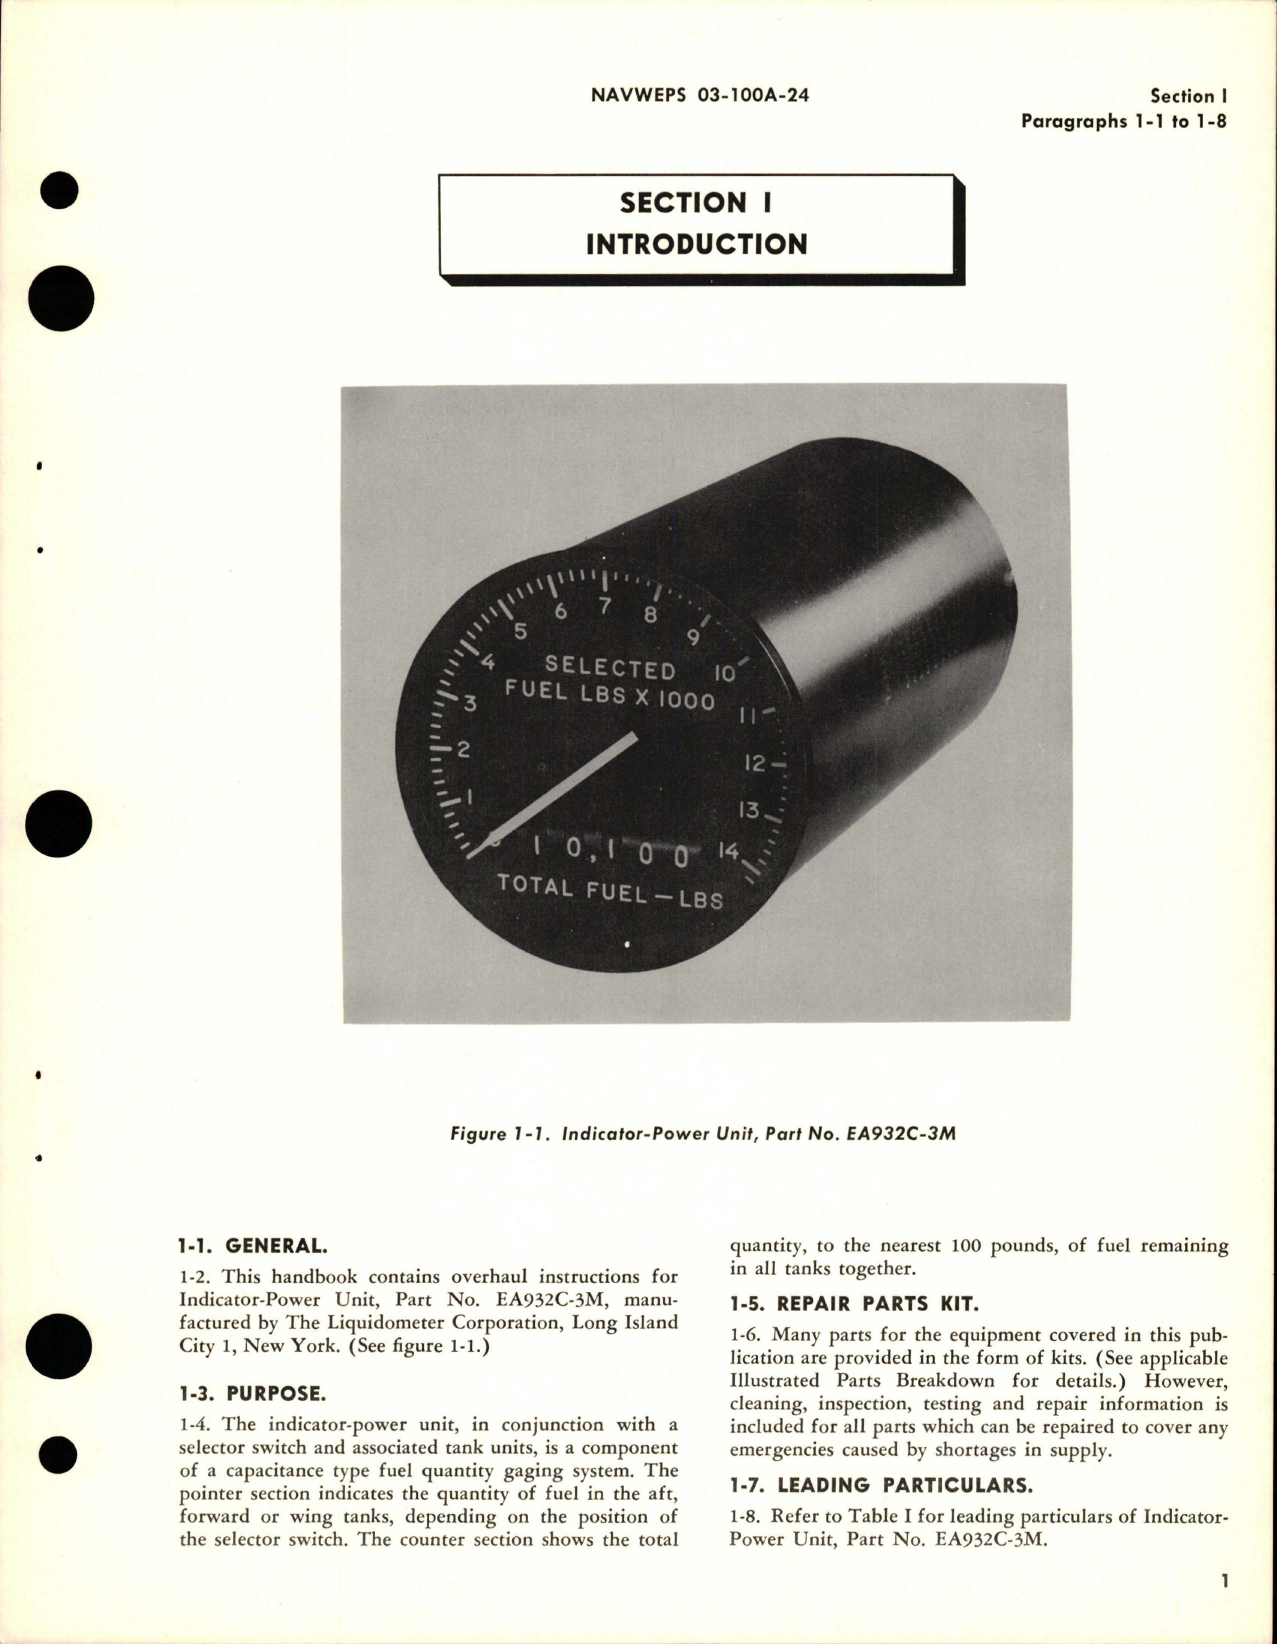 NAVWEPS 03-100A-24
Section I
Paragraphs 1-1 to 1-8
SECTION I
INTRODUCTION
1
2
3
4
5
6
7
8
9
10
11
12
13
14
SELECTED
FUEL LBS X 1000
10,100
TOTAL FUEL — LBS
Figure 1-1. Indicator-Power Unit, Part No. EA932C-3M
1-1. GENERAL.
1-2. This handbook contains overhaul instructions for
Indicator-Power Unit, Part No. EA932C-3M, manu-
factured by The Liquidometer Corporation, Long Island
City 1, New York. (See figure 1-1.)
1-3. PURPOSE.
1-4. The indicator-power unit, in conjunction with a
selector switch and associated tank units, is a component
of a capacitance type fuel quantity gaging system. The
pointer section indicates the quantity of fuel in the aft,
forward or wing tanks, depending on the position of
the selector switch. The counter section shows the total
quantity, to the nearest 100 pounds, of fuel remaining
in all tanks together.
1-5. REPAIR PARTS KIT.
1-6. Many parts for the equipment covered in this pub-
lication are provided in the form of kits. (See applicable
Illustrated Parts Breakdown for details.) However,
cleaning, inspection, testing and repair information is
included for all parts which can be repaired to cover any
emergencies caused by shortages in supply.
1-7. LEADING PARTICULARS.
1-8. Refer to Table I for leading particulars of Indicator-
Power Unit, Part No. EA932C-3M.
1